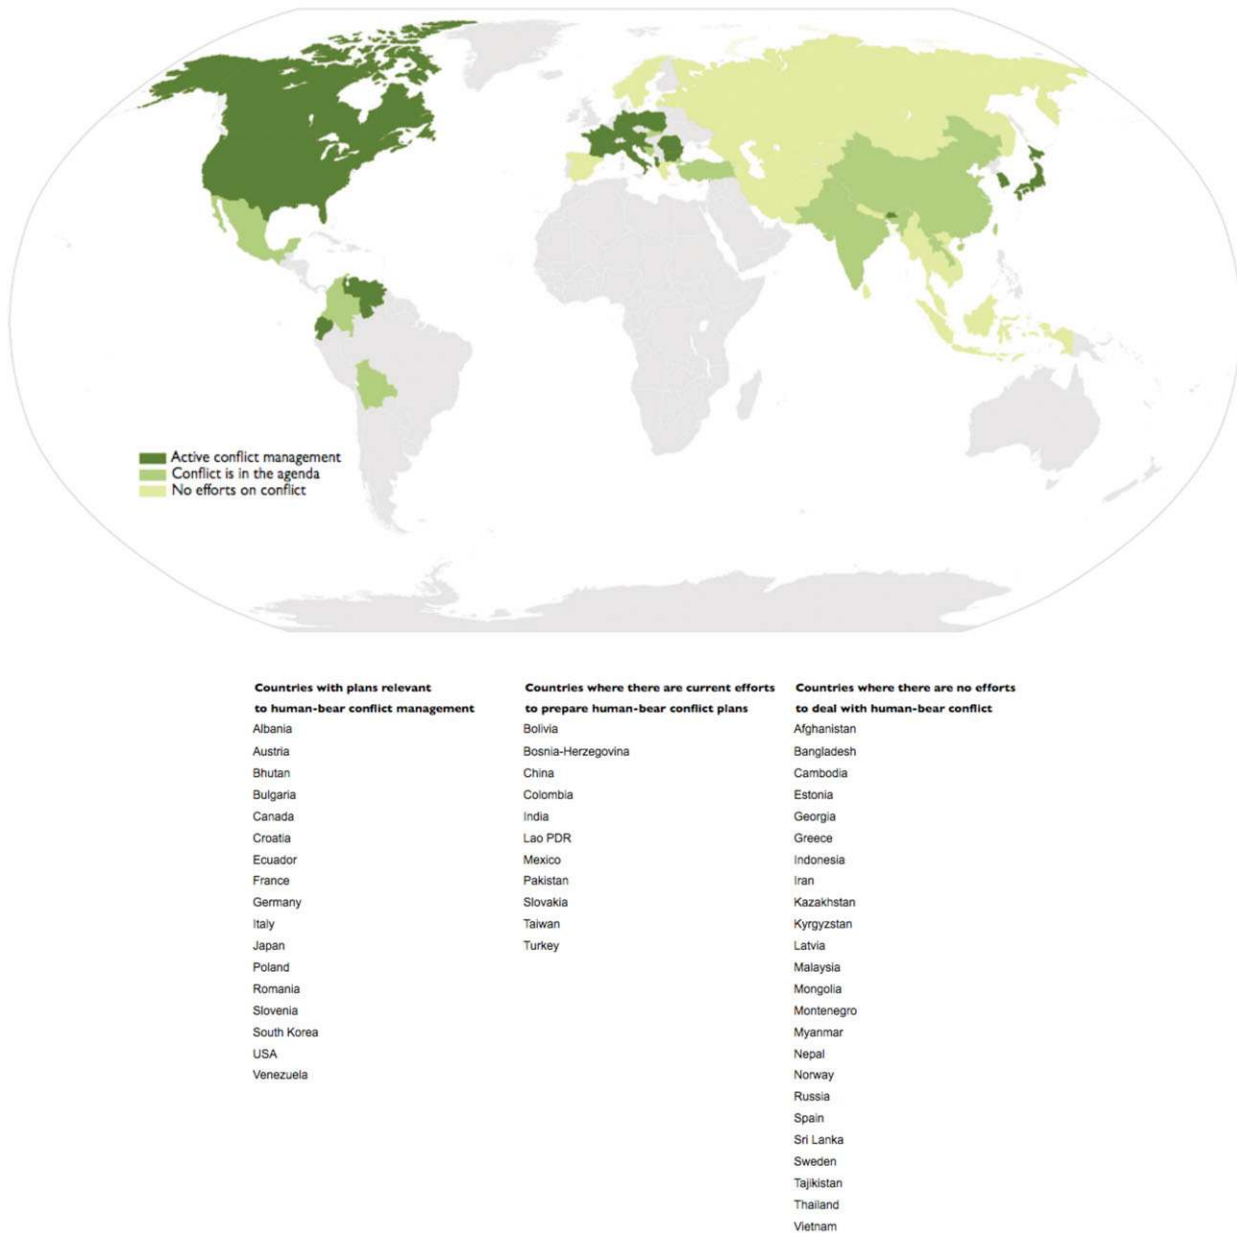 Active conflict management
Conflict is in the agenda
No efforts on conflict
Countries with plans relevant
to human-bear conflict management
Albania
Austria
Bhutan
Bulgaria
Canada
Croatia
Ecuador
France
Germany
Italy
Japan
Poland
Romania
Slovenia
South Korea
USA
Venezuela
Countries where there are current efforts
to prepare human-bear conflict plans
Bolivia
Bosnia-Herzegovina
China
Colombia
India
Lao PDR
Mexico
Pakistan
Slovakia
Taiwan
Turkey
Countries where there are no efforts
to deal with human-bear conflict
Afghanistan
Bangladesh
Cambodia
Estonia
Georgia
Greece
Indonesia
Iran
Kazakhstan
Kyrgyzstan
Latvia
Malaysia
Mongolia
Montenegro
Myanmar
Nepal
Norway
Russia
Spain
Sri Lanka
Sweden
Tajikistan
Thailand
Vietnam